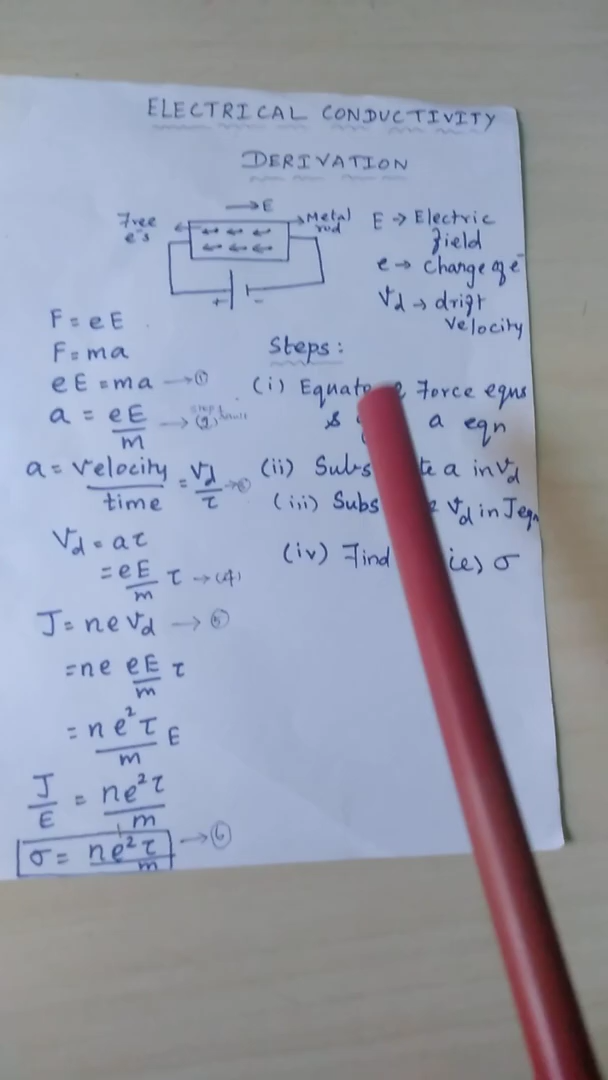 ELECTRICAL CONDUCTIVITY
DERIVATION
→E
Free
e's
Metal
rod
+ -
E → Electric
field
e → Charge of e⁻
Vd → drift
velocity
F = eE
F = ma
eE = ma → ①
a = eE/m → (2)
a = velocity/time = Vd/τ
Vd = aτ
= eE/m τ → (4)
J = neVd → ⑤
= ne eE/m τ
= ne²τ/m E
J/E = ne²τ/m
σ = ne²τ/m → ⑥
Steps:
(i) Equate Force eqns
& a eqn
(ii) Subs te a in Vd
(iii) Subs Vd in J eqn
(iv) Find ie) σ